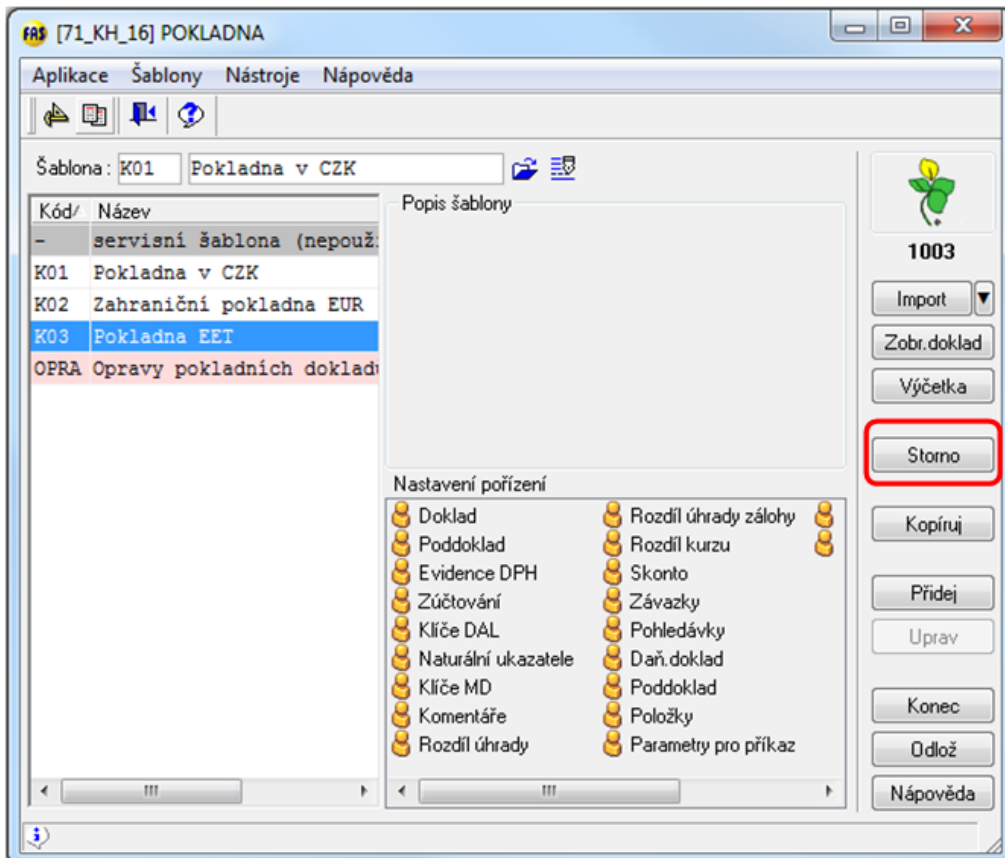 FAS [71_KH_16] POKLADNA
Aplikace Šablony Nástroje Nápověda
Šablona : K01 Pokladna v CZK
Kód Název
- servisní šablona (nepouží
K01 Pokladna v CZK
K02 Zahraniční pokladna EUR
K03 Pokladna EET
OPRA Opravy pokladních dokladů
Popis šablony
Nastavení pořízení
Doklad
Poddoklad
Evidence DPH
Zúčtování
Klíče DAL
Naturální ukazatele
Klíče MD
Komentáře
Rozdíl úhrady
Rozdíl úhrady zálohy
Rozdíl kurzu
Skonto
Závazky
Pohledávky
Daň.doklad
Poddoklad
Položky
Parametry pro příkaz
1003
Import
Zobr.doklad
Výčetka
Storno
Kopíruj
Přidej
Uprav
Konec
Odlož
Nápověda